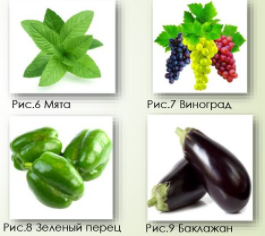 Рис.6 Мята
Рис.7 Виноград
Рис.8 Зеленый перец
Рис.9 Баклажан